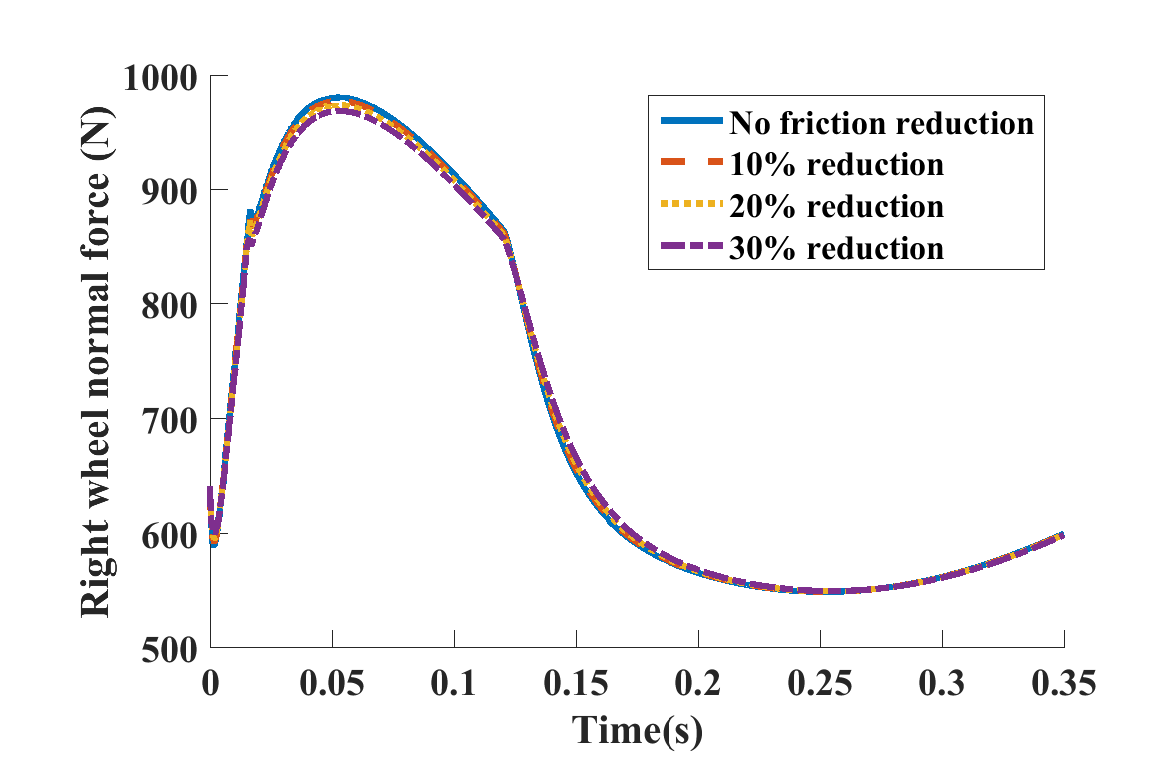 1000
900
800
700
600
500
Right wheel normal force (N)
0 0.05 0.1 0.15 0.2 0.25 0.3 0.35
Time(s)
No friction reduction
10% reduction
20% reduction
30% reduction